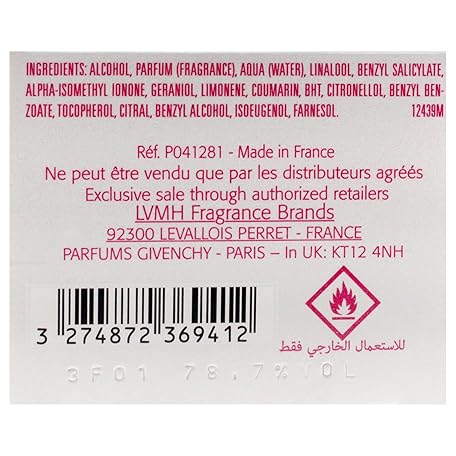 INGREDIENTS: ALCOHOL, PARFUM (FRAGRANCE), AQUA (WATER), LINALOOL, BENZYL SALICYLATE,
ALPHA-ISOMETHYL IONONE, GERANIOL, LIMONENE, COUMARIN, BHT, CITRONELLOL, BENZYL BEN-
ZOATE, TOCOPHEROL, CITRAL, BENZYL ALCOHOL, ISOEUGENOL, FARNESOL. 12439M
Réf. P041281 - Made in France
Ne peut être vendu que par les distributeurs agréés
Exclusive sale through authorized retailers
LVMH Fragrance Brands
92300 LEVALLOIS PERRET - FRANCE
PARFUMS GIVENCHY - PARIS – In UK: KT12 4NH
3 274872 369412
للاستعمال الخارجي فقط
3F01 78.7% VOL